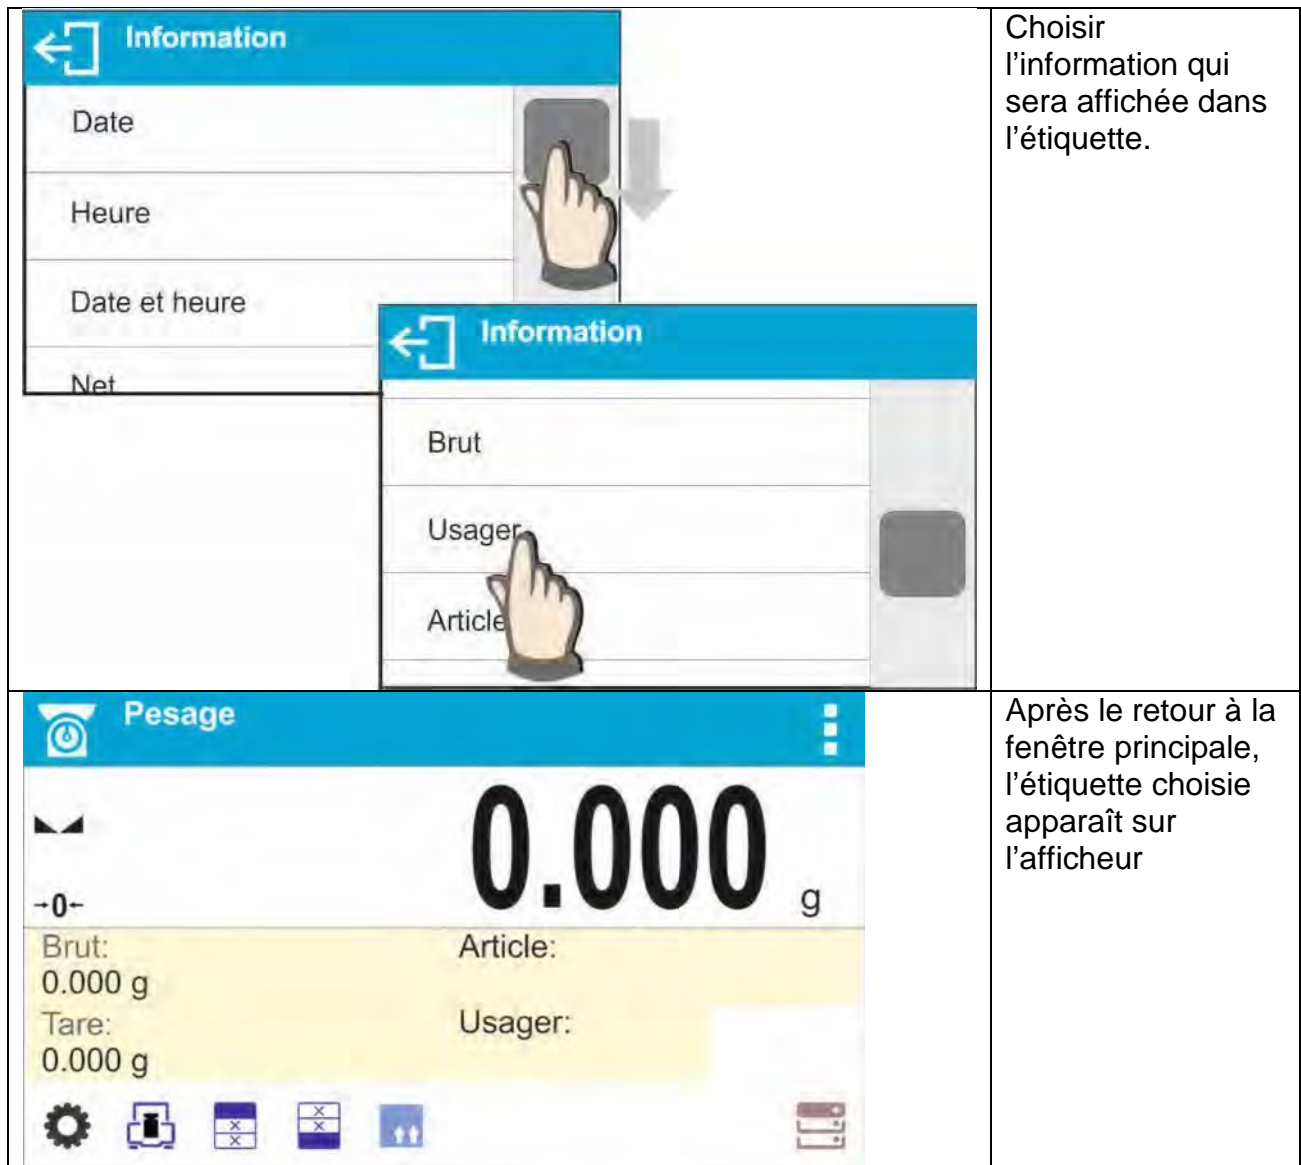 Information
Date
Heure
Date et heure
Net
Information
Brut
Usager
Article
Choisir
l’information qui
sera affichée dans
l’étiquette.
Pesage
0.000 g
→0←
Brut:
0.000 g
Tare:
0.000 g
Article:
Usager:
Après le retour à la
fenêtre principale,
l’étiquette choisie
apparaît sur
l’afficheur